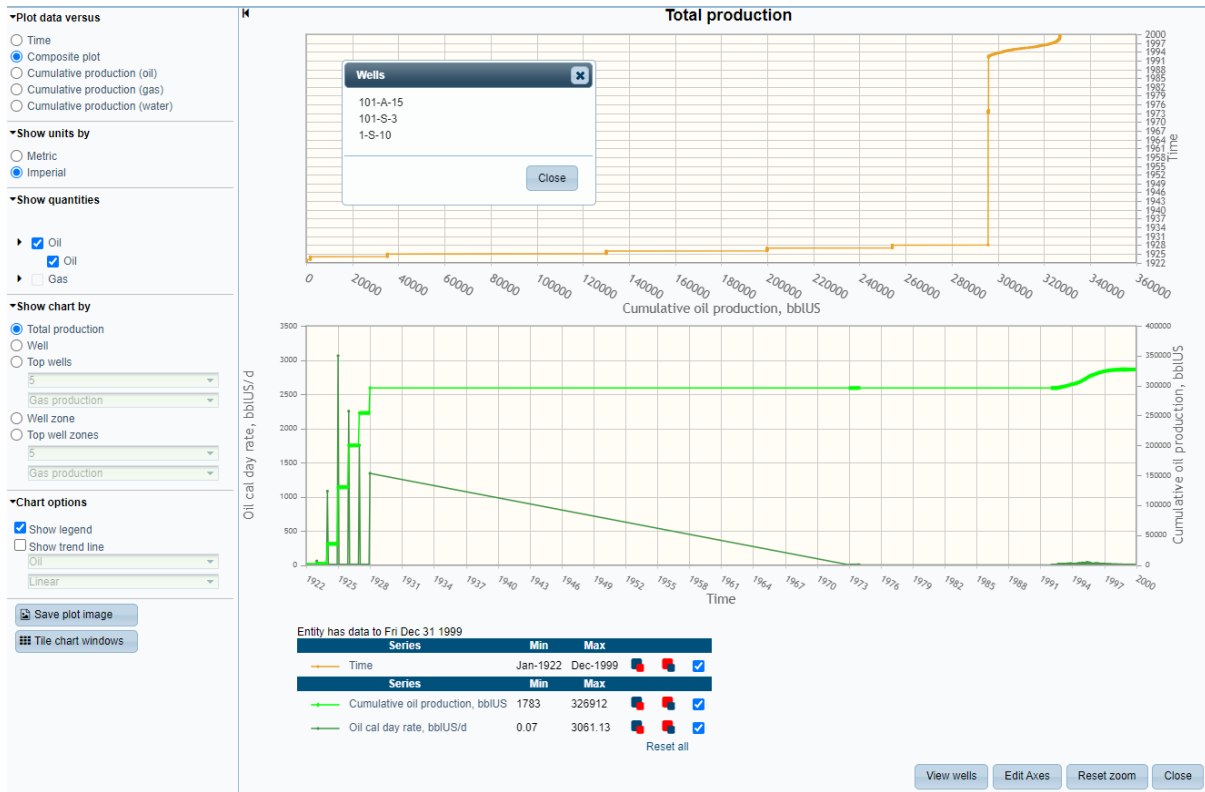 Plot data versus
Time
Composite plot
Cumulative production (oil)
Cumulative production (gas)
Cumulative production (water)
Show units by
Metric
Imperial
Show quantities
Oil
Oil
Gas
Show chart by
Total production
Well
Top wells
5
Gas production
Well zone
Top well zones
5
Gas production
Chart options
Show legend
Show trend line
Oil
Linear
Save plot image
Tile chart windows
Total production
Wells
101-A-15
101-S-3
1-S-10
Close
2000
1997
1994
1991
1988
1985
1982
1979
1976
1973
1970
1967
1964
1961
1958
1955
1952
1949
1946
1943
1940
1937
1934
1931
1928
1925
1922
Time
0 20000 40000 60000 80000 100000 120000 140000 160000 180000 200000 220000 240000 260000 280000 300000 320000 340000 360000
Cumulative oil production, bblUS
Oil cal day rate, bblUS/d
3500
3000
2500
2000
1500
1000
500
0
400000
350000
300000
250000
200000
150000
100000
50000
0
Cumulative oil production, bblUS
1922 1925 1928 1931 1934 1937 1940 1943 1946 1949 1952 1955 1958 1961 1964 1967 1970 1973 1976 1979 1982 1985 1988 1991 1994 1997 2000
Time
Entity has data to Fri Dec 31 1999
Series Min Max
Time Jan-1922 Dec-1999
Series Min Max
Cumulative oil production, bblUS 1783 326912
Oil cal day rate, bblUS/d 0.07 3061.13
Reset all
View wells Edit Axes Reset zoom Close